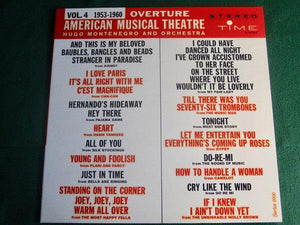 VOL. 4 1953-1960 OVERTURE
AMERICAN MUSICAL THEATRE
HUGO MONTENEGRO AND ORCHESTRA
STEREO
TIME
AND THIS IS MY BELOVED
BAUBLES, BANGLES AND BEADS
STRANGER IN PARADISE
from KISMET
I LOVE PARIS
IT'S ALL RIGHT WITH ME
C'EST MAGNIFIQUE
from CAN-CAN
HERNANDO'S HIDEAWAY
HEY THERE
from PAJAMA GAME
HEART
from DAMN YANKEES
ALL OF YOU
from SILK STOCKINGS
YOUNG AND FOOLISH
from PLAIN AND FANCY
JUST IN TIME
from BELLS ARE RINGING
STANDING ON THE CORNER
JOEY, JOEY, JOEY
WARM ALL OVER
from THE MOST HAPPY FELLA
I COULD HAVE
DANCED ALL NIGHT
I'VE GROWN ACCUSTOMED
TO HER FACE
ON THE STREET
WHERE YOU LIVE
WOULDN'T IT BE LOVERLY
from MY FAIR LADY
TILL THERE WAS YOU
SEVENTY-SIX TROMBONES
from THE MUSIC MAN
TONIGHT
from WEST SIDE STORY
LET ME ENTERTAIN YOU
EVERYTHING'S COMING UP ROSES
from GYPSY
DO-RE-MI
from THE SOUND OF MUSIC
HOW TO HANDLE A WOMAN
from CAMELOT
CRY LIKE THE WIND
from DO RE MI
IF I KNEW
I AIN'T DOWN YET
from THE UNSINKABLE MOLLY BROWN
Series 2000